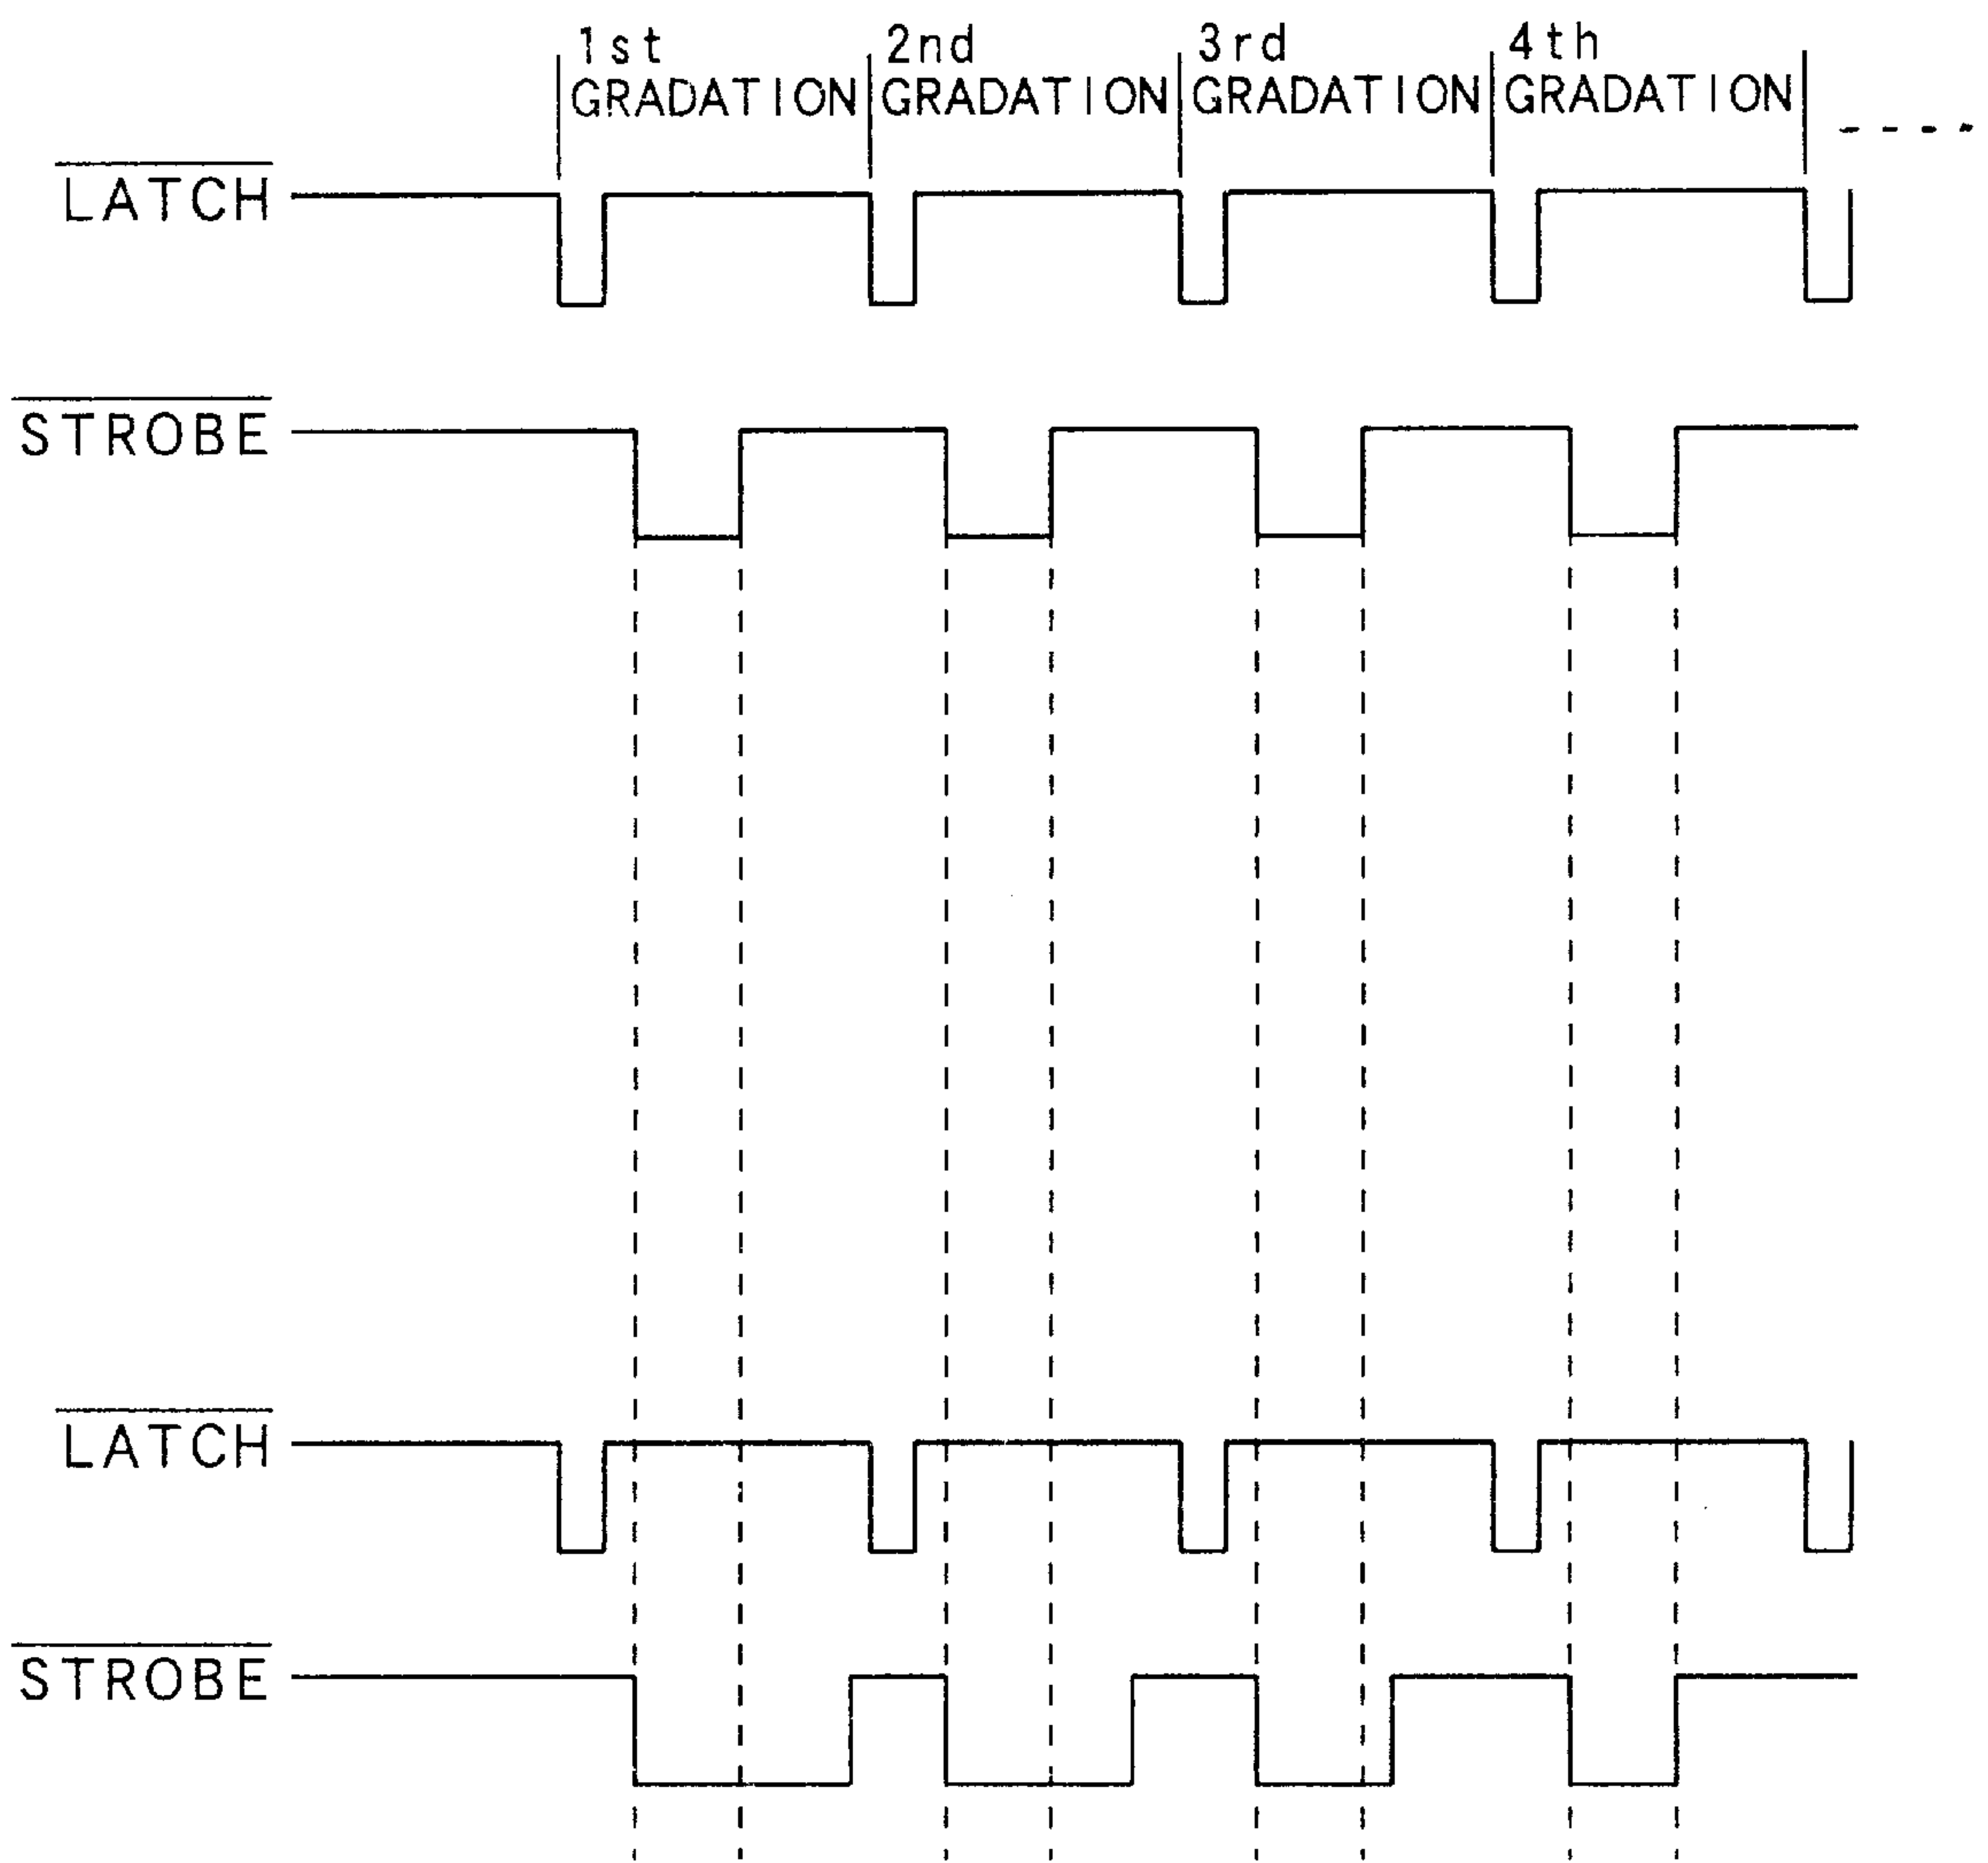 1st 2nd 3rd 4th
GRADATION GRADATION GRADATION GRADATION
LATCH
STROBE
LATCH
STROBE